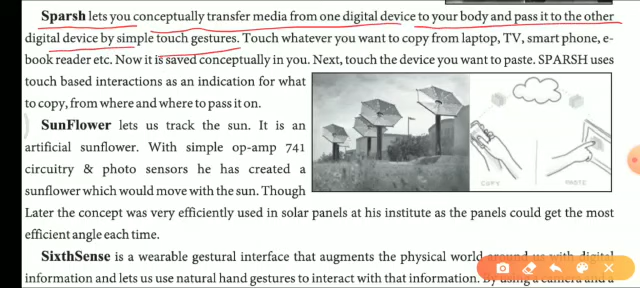 Sparsh lets you conceptually transfer media from one digital device to your body and pass it to the other
digital device by simple touch gestures. Touch whatever you want to copy from laptop, TV, smart phone, e-
book reader etc. Now it is saved conceptually in you. Next, touch the device you want to paste. SPARSH uses
touch based interactions as an indication for what
to copy, from where and where to pass it on.
SunFlower lets us track the sun. It is an
artificial sunflower. With simple op-amp 741
circuitry & photo sensors he has created a
sunflower which would move with the sun. Though
COPY
PASTE
Later the concept was very efficiently used in solar panels at his institute as the panels could get the most
efficient angle each time.
SixthSense is a wearable gestural interface that augments the physical world around us with digital
information and lets us use natural hand gestures to interact with that information. By using a camera and a